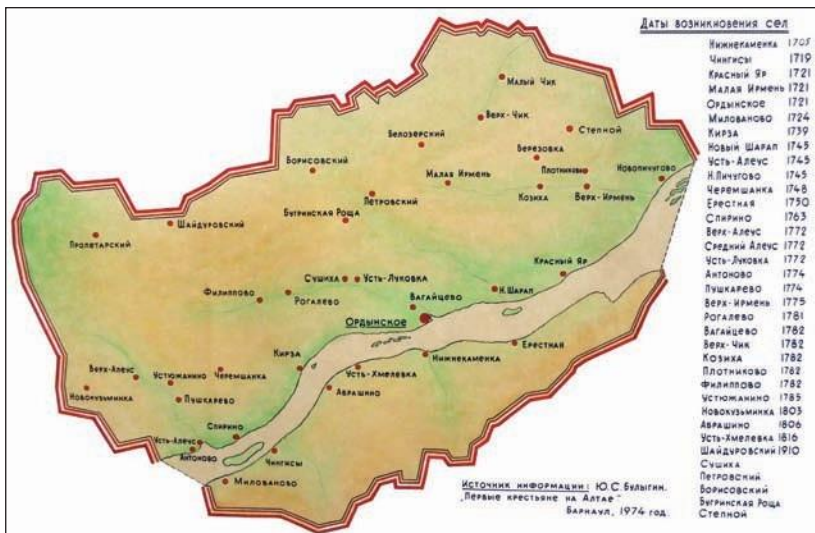 Даты возникновения сел
Нижнекаменка 1705
Чингисы 1719
Красный Яр 1721
Малая Ирмень 1721
Ордынское 1721
Милованово 1724
Кирза 1739
Новый Шарап 1745
Усть-Алеус 1745
Н.Пичугово 1745
Черемшанка 1748
Ерестная 1750
Спирино 1763
Верх-Алеус 1772
Средний Алеус 1772
Усть-Луковка 1772
Антоново 1774
Пушкарево 1774
Верх-Ирмень 1775
Рогалево 1781
Вагайцево 1782
Верх-Чик 1782
Козиха 1782
Плотниково 1782
Филиппово 1782
Устюжанино 1785
Новокузьминка 1803
Аврашино 1806
Усть-Хмелевка 1816
Шайдуровский 1910
Сушиха
Петровский
Борисовский
Бугринская Роща
Степной
Малый Чик
Верх-Чик
Степной
Белозерский
Березовка
Борисовский
Плотниково
Новопичугово
Малая Ирмень
Козиха
Верх-Ирмень
Петровский
Бугринская Роща
Шайдуровский
Пролетарский
Красный Яр
Сушиха
Усть-Луковка
Н.Шарап
Филиппово
Рогалево
Вагайцево
Ордынское
Ерестная
Нижнекаменка
Кирза
Верх-Алеус
Устюжанино
Черемшанка
Усть-Хмелевка
Новокузьминка
Пушкарево
Аврашино
Спирино
Усть-Алеус
Антоново
Чингисы
Милованово
Источник информации: Ю.С.Булыгин.
„Первые крестьяне на Алтае"
Барнаул, 1974 год.